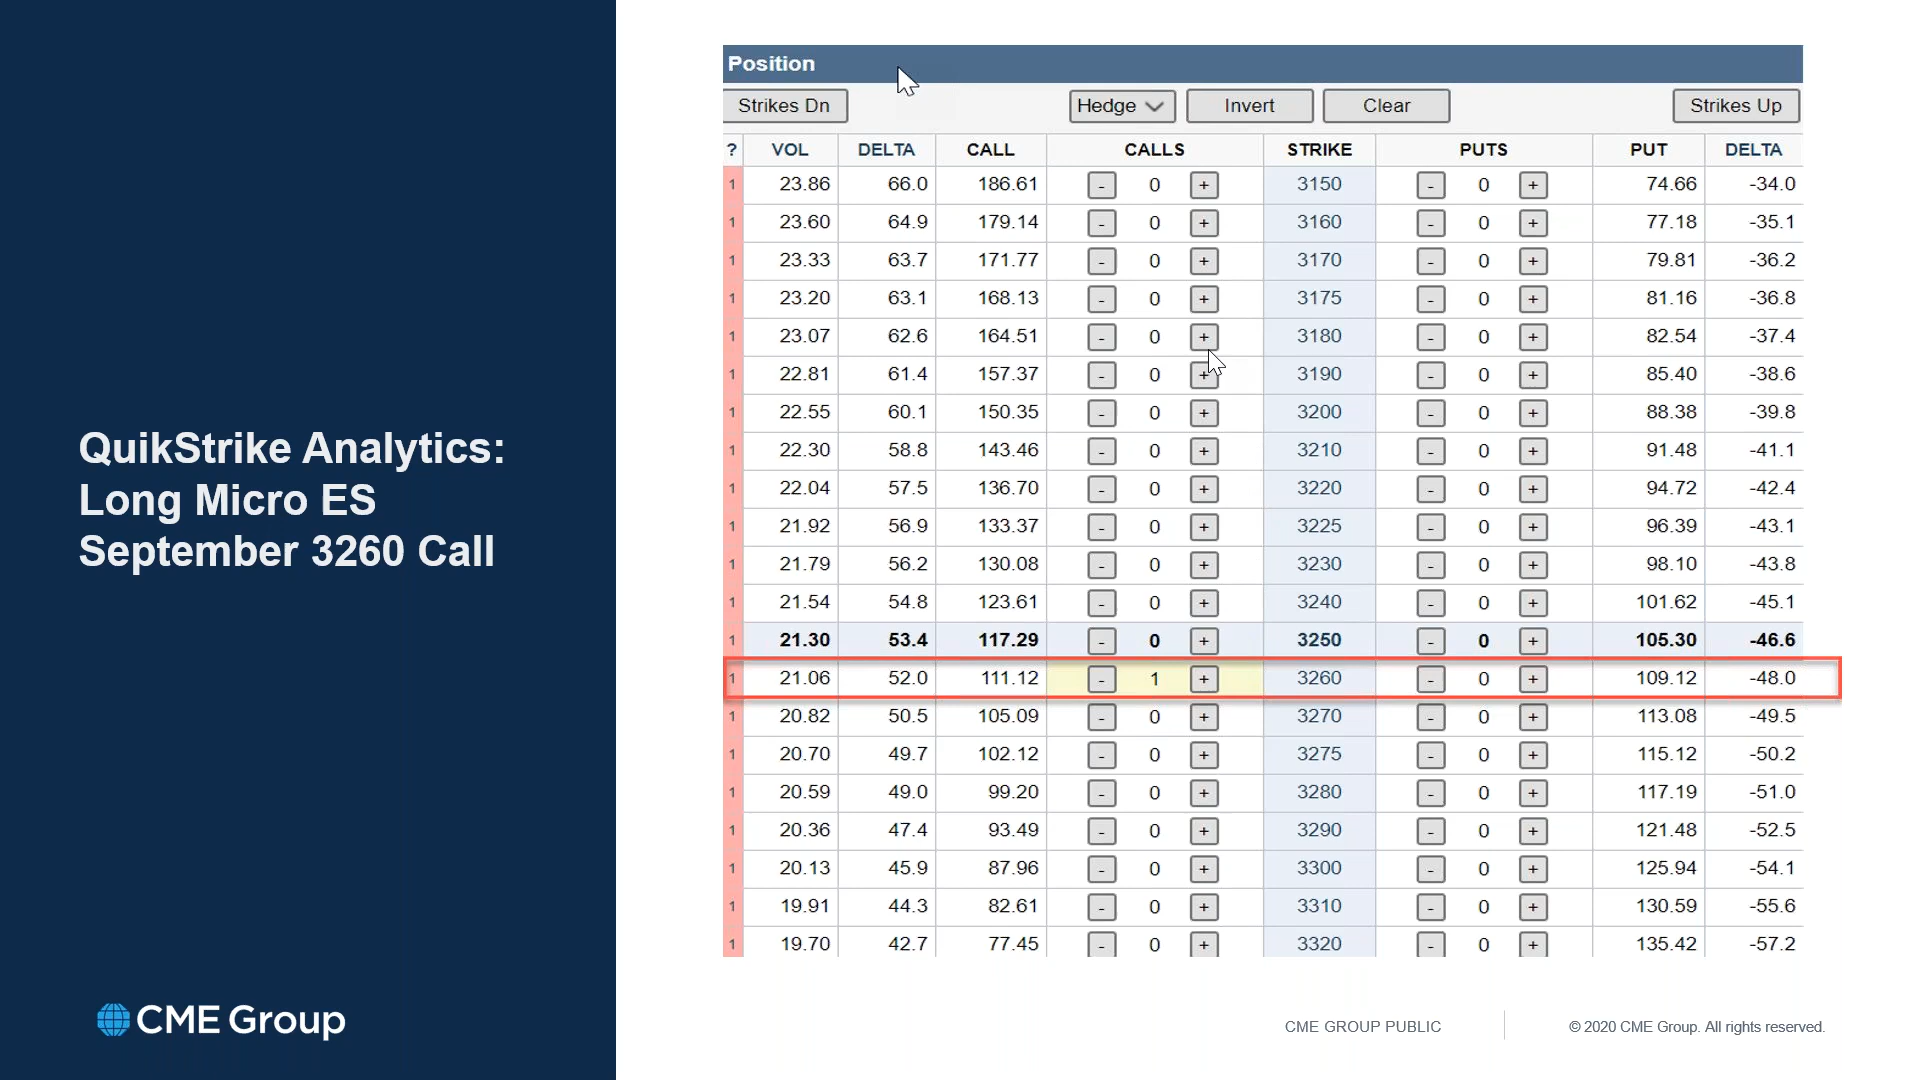 QuikStrike Analytics:
Long Micro ES
September 3260 Call
CME Group
Position
Strikes Dn Hedge Invert Clear Strikes Up
? VOL DELTA CALL CALLS STRIKE PUTS PUT DELTA
1 23.86 66.0 186.61 - 0 + 3150 - 0 + 74.66 -34.0
1 23.60 64.9 179.14 - 0 + 3160 - 0 + 77.18 -35.1
1 23.33 63.7 171.77 - 0 + 3170 - 0 + 79.81 -36.2
1 23.20 63.1 168.13 - 0 + 3175 - 0 + 81.16 -36.8
1 23.07 62.6 164.51 - 0 + 3180 - 0 + 82.54 -37.4
1 22.81 61.4 157.37 - 0 + 3190 - 0 + 85.40 -38.6
1 22.55 60.1 150.35 - 0 + 3200 - 0 + 88.38 -39.8
1 22.30 58.8 143.46 - 0 + 3210 - 0 + 91.48 -41.1
1 22.04 57.5 136.70 - 0 + 3220 - 0 + 94.72 -42.4
1 21.92 56.9 133.37 - 0 + 3225 - 0 + 96.39 -43.1
1 21.79 56.2 130.08 - 0 + 3230 - 0 + 98.10 -43.8
1 21.54 54.8 123.61 - 0 + 3240 - 0 + 101.62 -45.1
1 21.30 53.4 117.29 - 0 + 3250 - 0 + 105.30 -46.6
1 21.06 52.0 111.12 - 1 + 3260 - 0 + 109.12 -48.0
1 20.82 50.5 105.09 - 0 + 3270 - 0 + 113.08 -49.5
1 20.70 49.7 102.12 - 0 + 3275 - 0 + 115.12 -50.2
1 20.59 49.0 99.20 - 0 + 3280 - 0 + 117.19 -51.0
1 20.36 47.4 93.49 - 0 + 3290 - 0 + 121.48 -52.5
1 20.13 45.9 87.96 - 0 + 3300 - 0 + 125.94 -54.1
1 19.91 44.3 82.61 - 0 + 3310 - 0 + 130.59 -55.6
1 19.70 42.7 77.45 - 0 + 3320 - 0 + 135.42 -57.2
CME GROUP PUBLIC
© 2020 CME Group. All rights reserved.